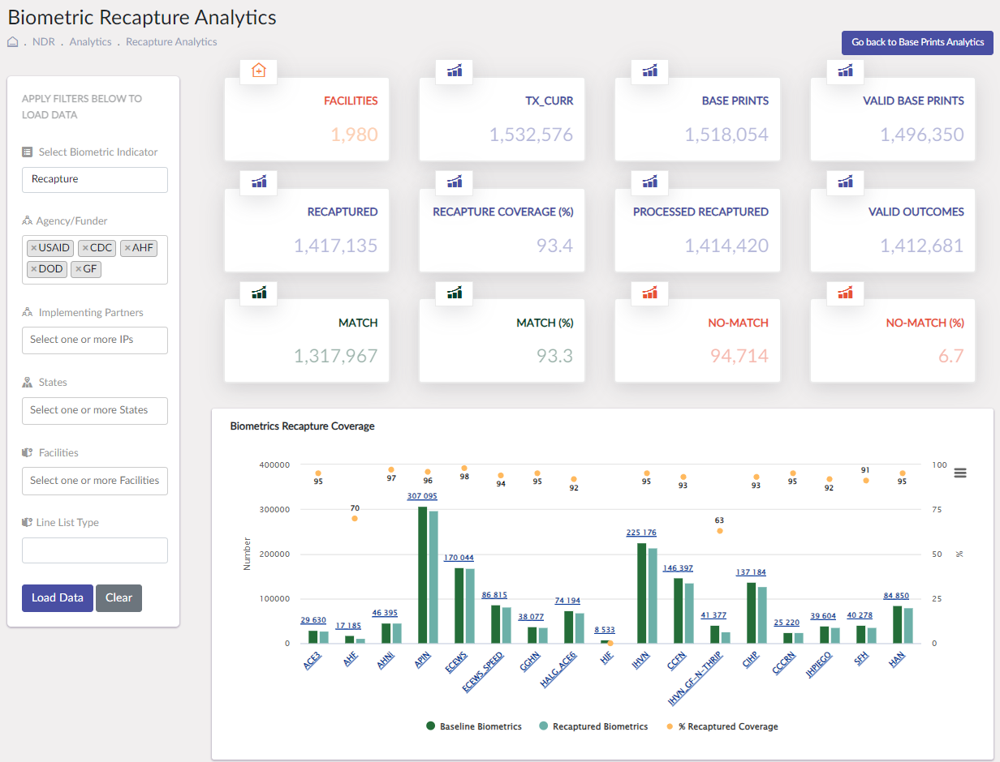 Biometric Recapture Analytics
. NDR . Analytics . Recapture Analytics
Go back to Base Prints Analytics
APPLY FILTERS BELOW TO
LOAD DATA
Select Biometric Indicator
Recapture
Agency/Funder
×USAID ×CDC ×AHF
×DOD ×GF
Implementing Partners
Select one or more IPs
States
Select one or more States
Facilities
Select one or more Facilities
Line List Type
Load Data Clear
FACILITIES
1,980
TX_CURR
1,532,576
BASE PRINTS
1,518,054
VALID BASE PRINTS
1,496,350
RECAPTURED
1,417,135
RECAPTURE COVERAGE (%)
93.4
PROCESSED RECAPTURED
1,414,420
VALID OUTCOMES
1,412,681
MATCH
1,317,967
MATCH (%)
93.3
NO-MATCH
94,714
NO-MATCH (%)
6.7
Biometrics Recapture Coverage
Number
400000
300000
200000
100000
0
100
75
50
25
0
%
95 70 97 96 98 94 95 92 95 93 63 93 95 92 91 95
29 630 17 185 46 395 307 095 170 044 86 815 38 077 74 194 8 533 225 176 146 397 41 377 137 184 25 220 39 604 40 278 84 850
ACE3 AHF AHNi APIN ECEWS ECEWS_SPEED GGHN HALG_ACE6 HJF IHVN CCFN IHVN_GF-N-THRIP CIHP CCCRN JHPIEGO SFH HAN
Baseline Biometrics Recaptured Biometrics % Recaptured Coverage